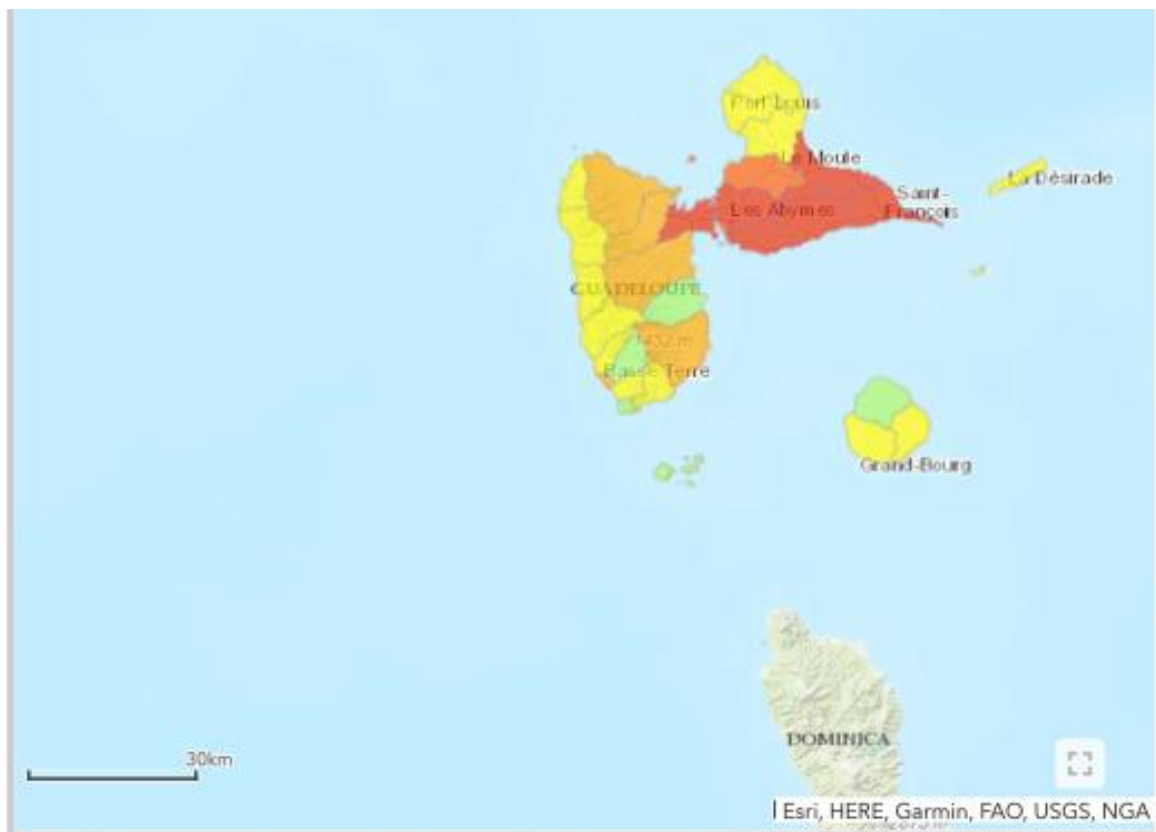 Port-Louis
Le Moule
La Désirade
Saint-
François
Les Abymes
GUADELOUPE
1452 m
Basse Terre
Grand-Bourg
DOMINICA
30km
Esri, HERE, Garmin, FAO, USGS, NGA